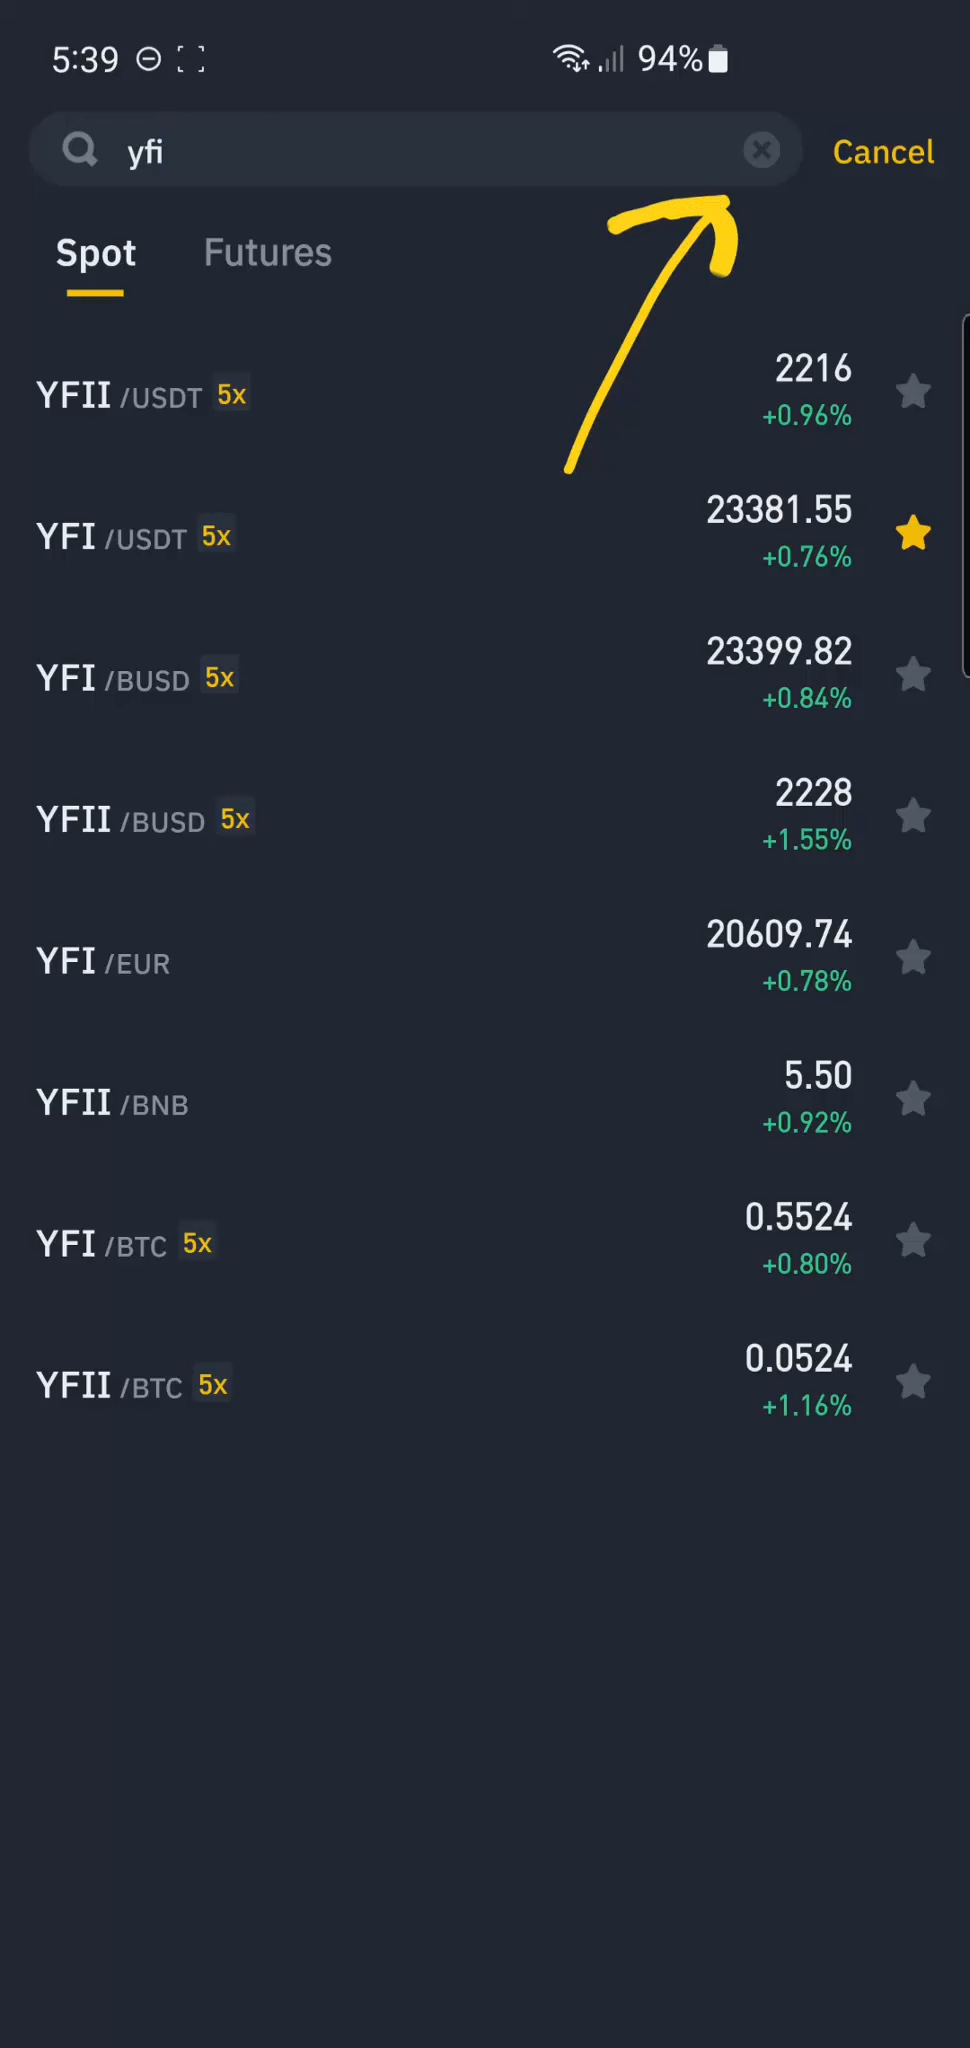 5:39 94%
yfi Cancel
Spot Futures
YFII /USDT 5x 2216
+0.96%
YFI /USDT 5x 23381.55
+0.76%
YFI /BUSD 5x 23399.82
+0.84%
YFII /BUSD 5x 2228
+1.55%
YFI /EUR 20609.74
+0.78%
YFII /BNB 5.50
+0.92%
YFI /BTC 5x 0.5524
+0.80%
YFII /BTC 5x 0.0524
+1.16%